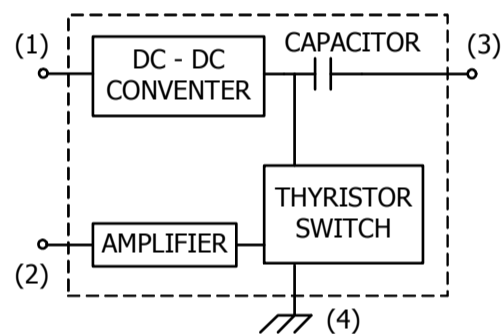 (1)
DC - DC
CONVENTER
CAPACITOR
(3)
THYRISTOR
SWITCH
AMPLIFIER
(2)
(4)